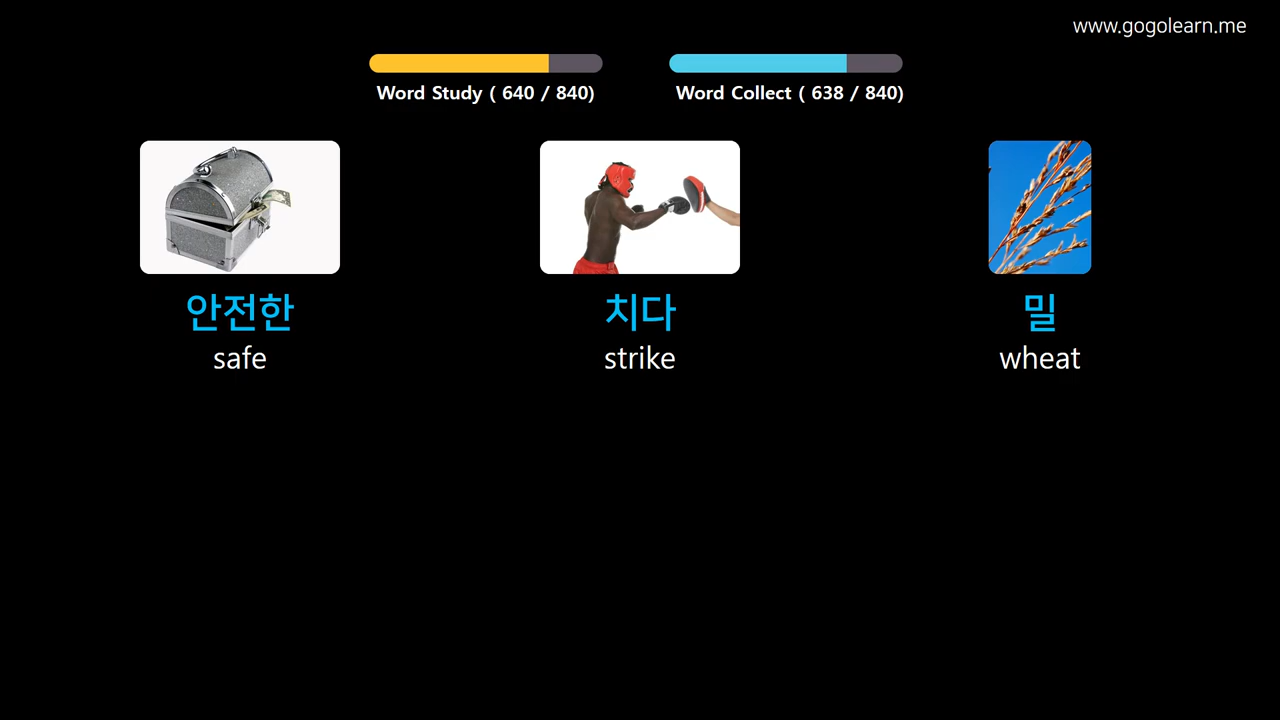 www.gogolearn.me
Word Study ( 640 / 840)
Word Collect ( 638 / 840)
안전한
safe
치다
strike
밀
wheat